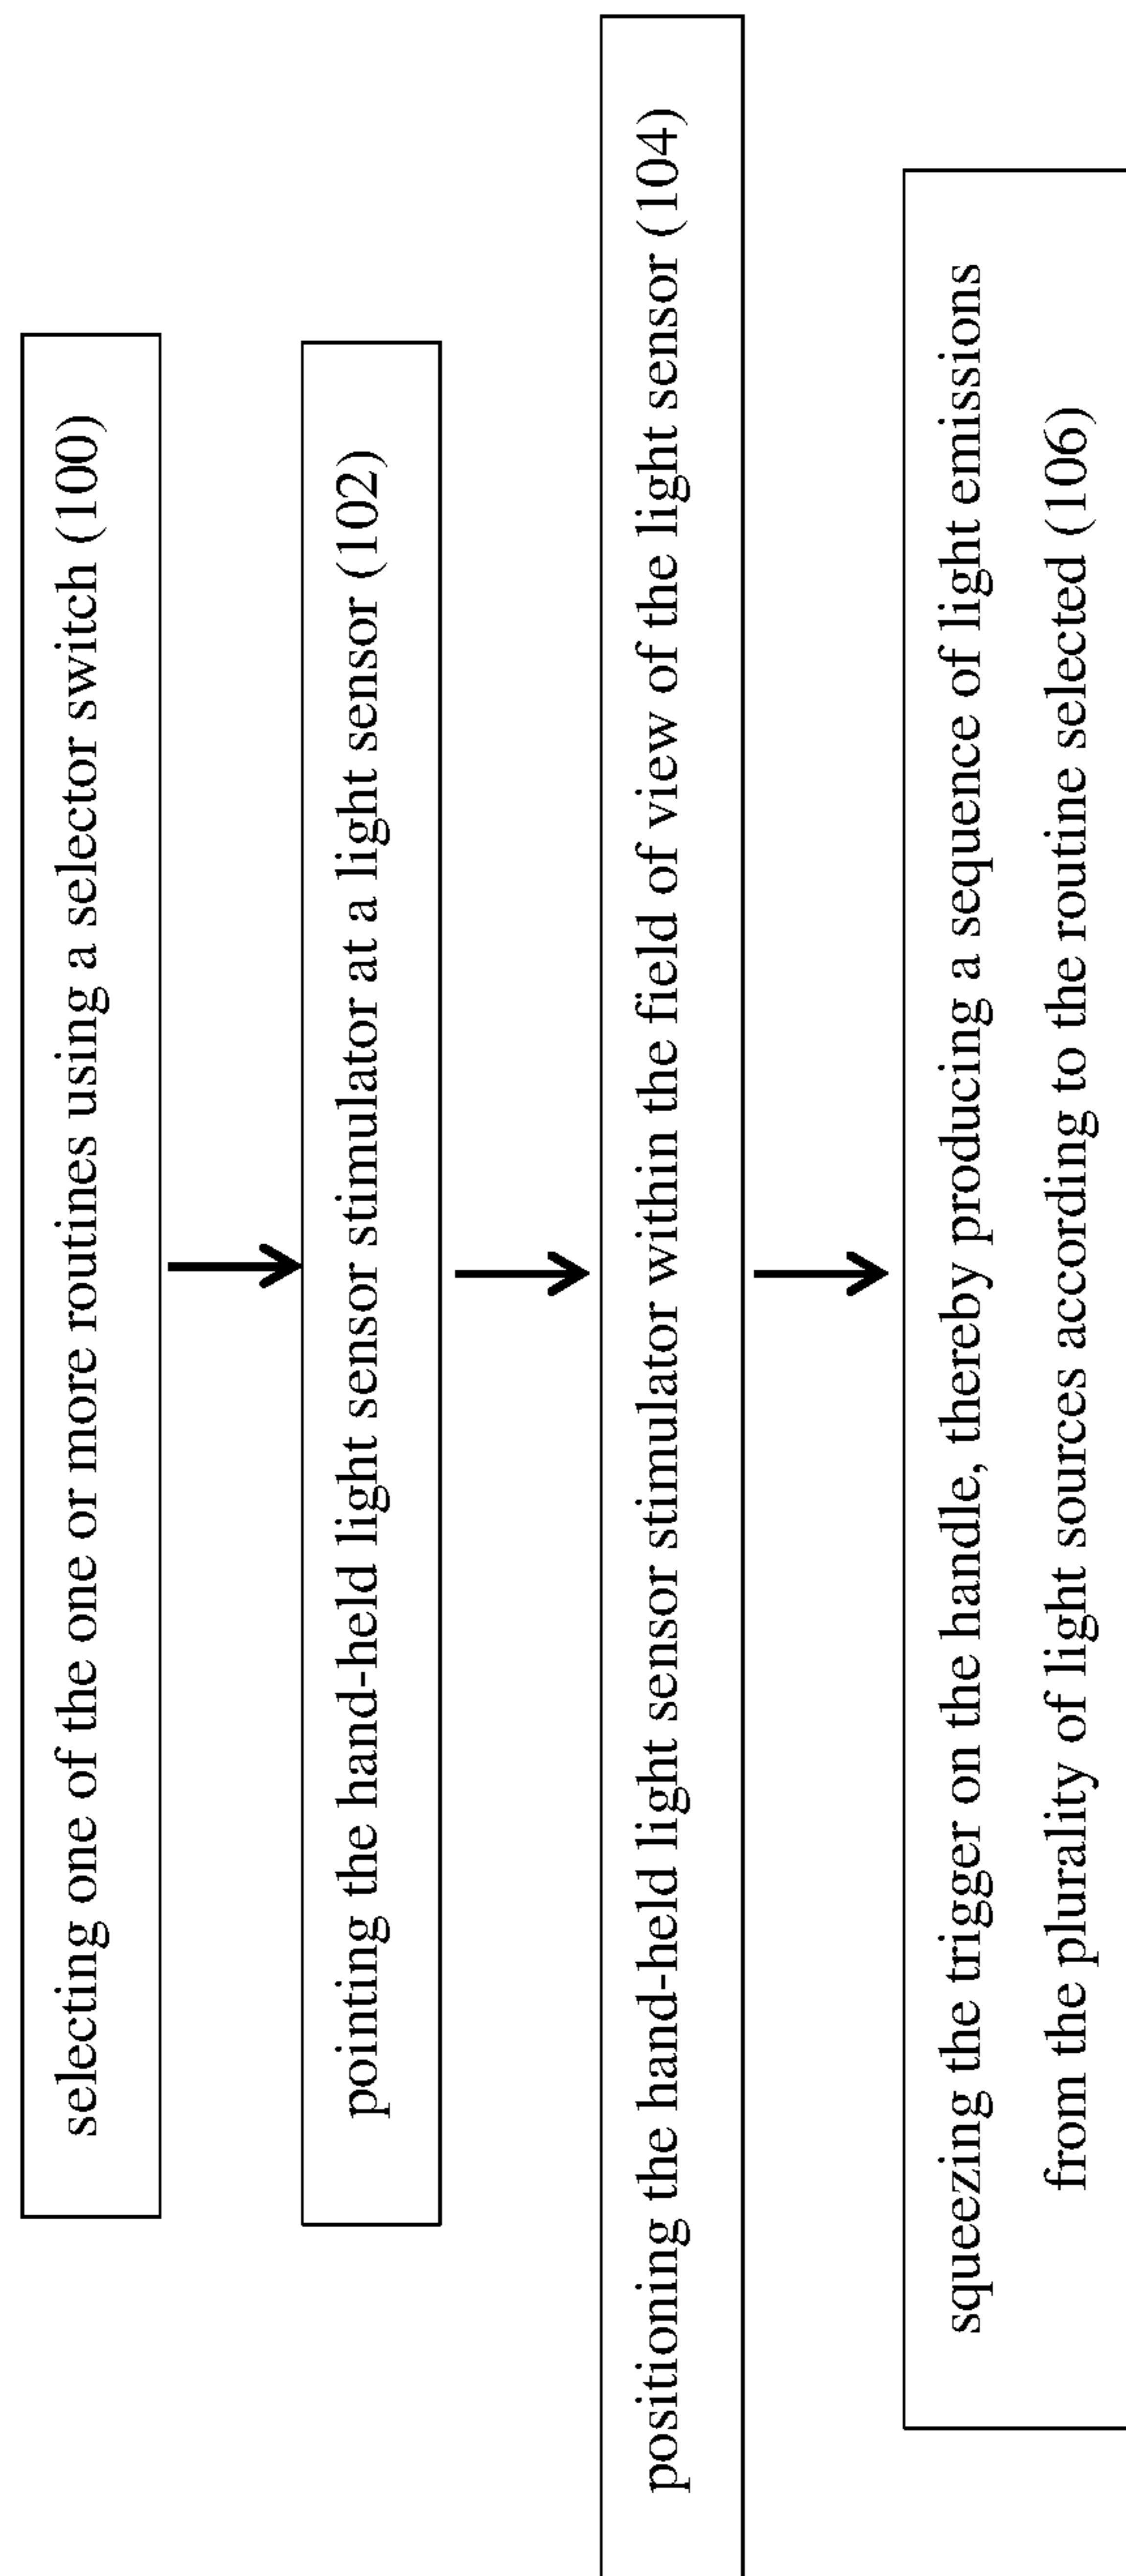 selecting one of the one or more routines using a selector switch (100)
pointing the hand-held light sensor stimulator at a light sensor (102)
positioning the hand-held light sensor stimulator within the field of view of the light sensor (104)
squeezing the trigger on the handle, thereby producing a sequence of light emissions
from the plurality of light sources according to the routine selected (106)